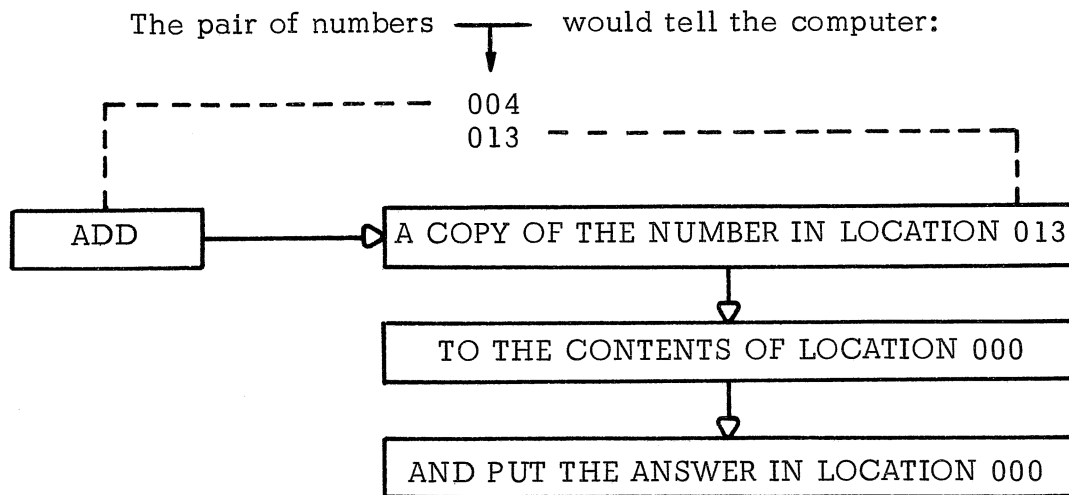 The pair of numbers would tell the computer:
004
013
ADD
A COPY OF THE NUMBER IN LOCATION 013
TO THE CONTENTS OF LOCATION 000
AND PUT THE ANSWER IN LOCATION 000